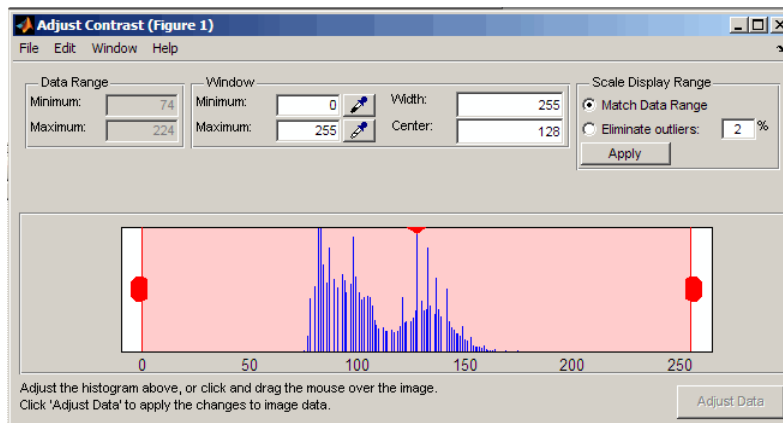 Adjust Contrast (Figure 1)
File Edit Window Help
Data Range
Minimum: 74
Maximum: 224
Window
Minimum: 0
Maximum: 255
Width: 255
Center: 128
Scale Display Range
Match Data Range
Eliminate outliers: 2 %
Apply
0 50 100 150 200 250
Adjust the histogram above, or click and drag the mouse over the image.
Click 'Adjust Data' to apply the changes to image data.
Adjust Data